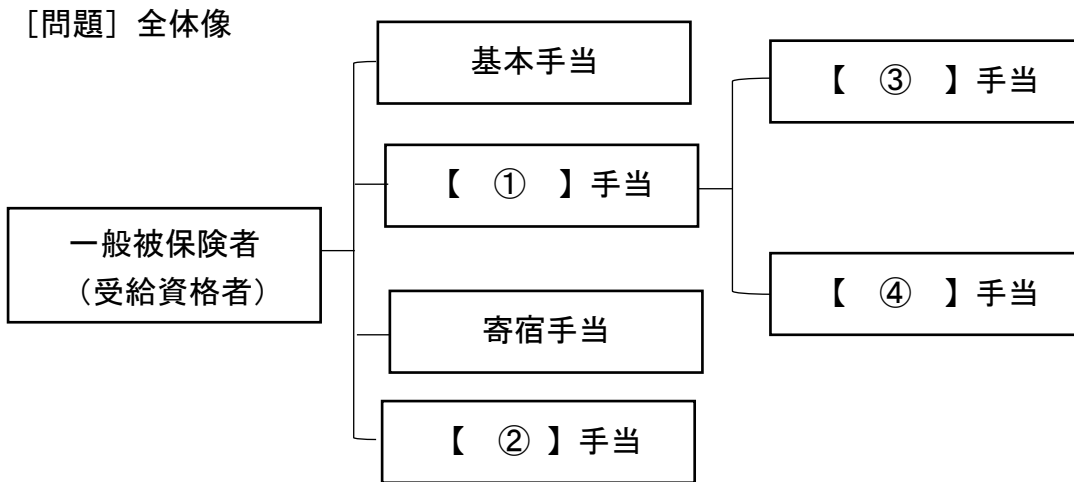 ［問題］全体像
基本手当
【　①　】手当
一般被保険者
（受給資格者）
寄宿手当
【　② 】手当
【　③　】手当
【　④　】手当